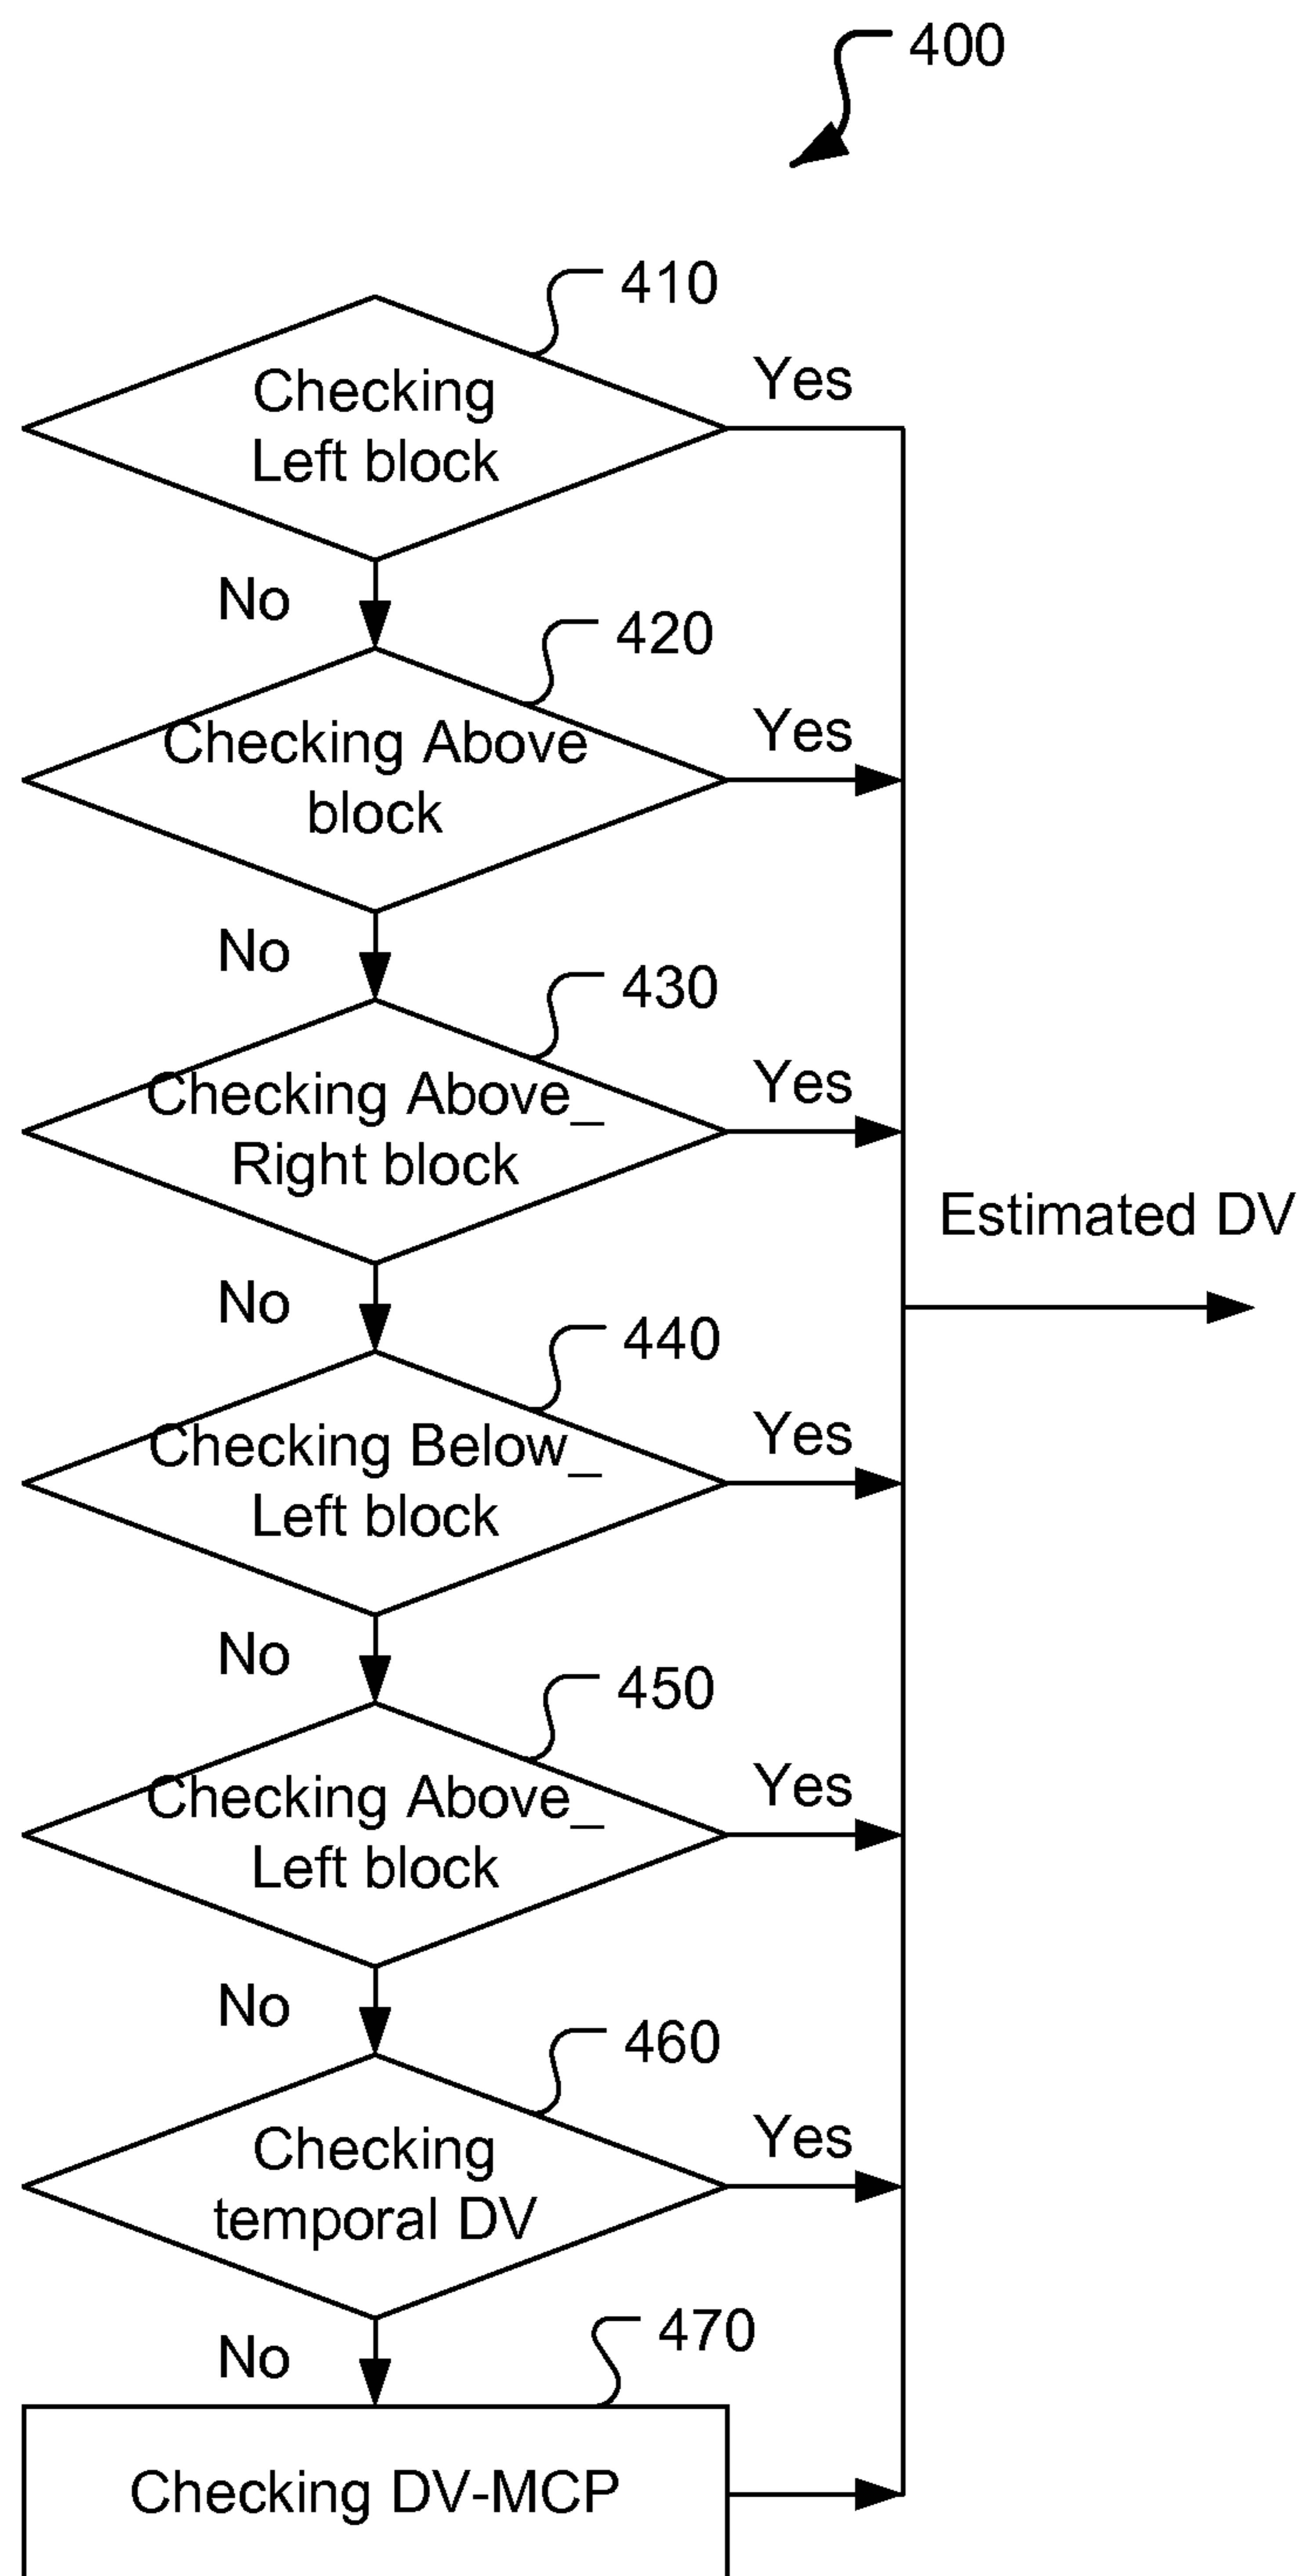 400
410
Checking
Left block
Yes
No
420
Checking Above
block
Yes
No
430
Checking Above_
Right block
Yes
Estimated DV
No
440
Checking Below_
Left block
Yes
No
450
Checking Above_
Left block
Yes
No
460
Checking
temporal DV
Yes
No
470
Checking DV-MCP